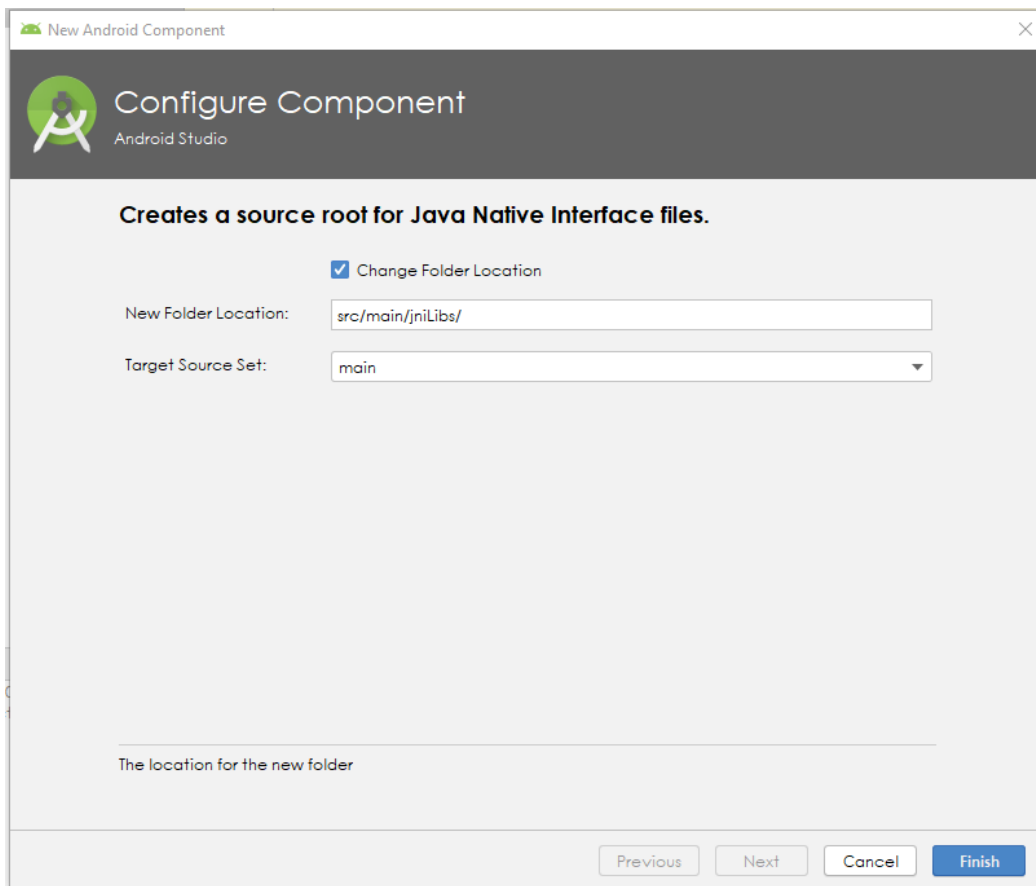 New Android Component
Configure Component
Android Studio
Creates a source root for Java Native Interface files.
Change Folder Location
New Folder Location: src/main/jniLibs/
Target Source Set: main
The location for the new folder
Previous Next Cancel Finish